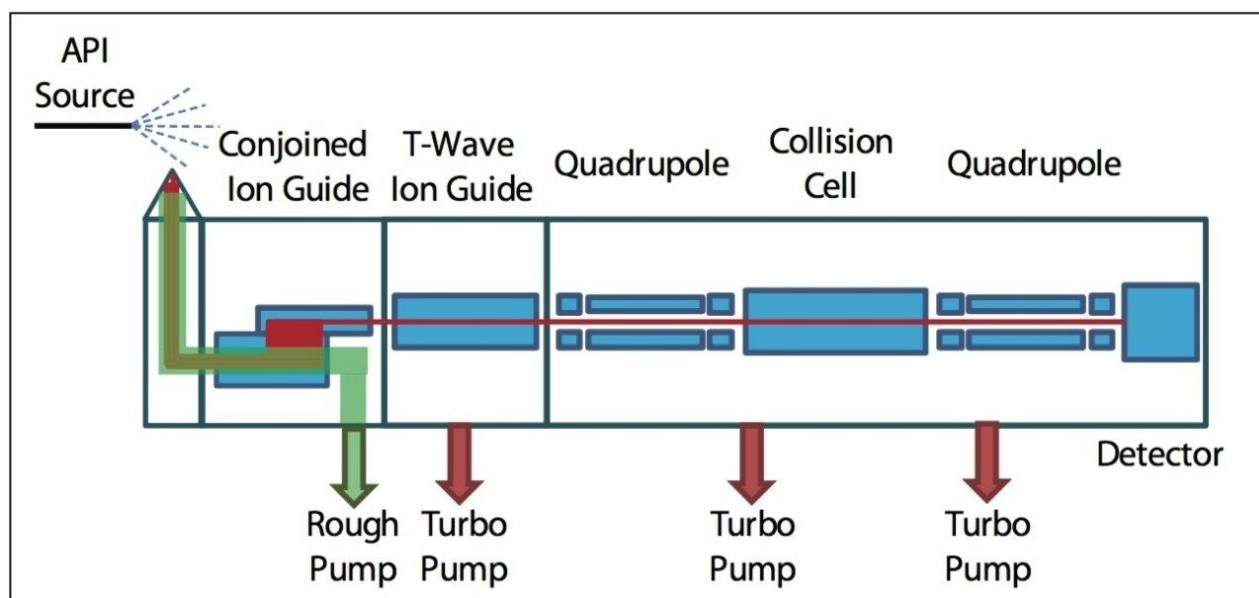 API
Source
Conjoined
Ion Guide
T-Wave
Ion Guide
Quadrupole
Collision
Cell
Quadrupole
Detector
Rough
Pump
Turbo
Pump
Turbo
Pump
Turbo
Pump